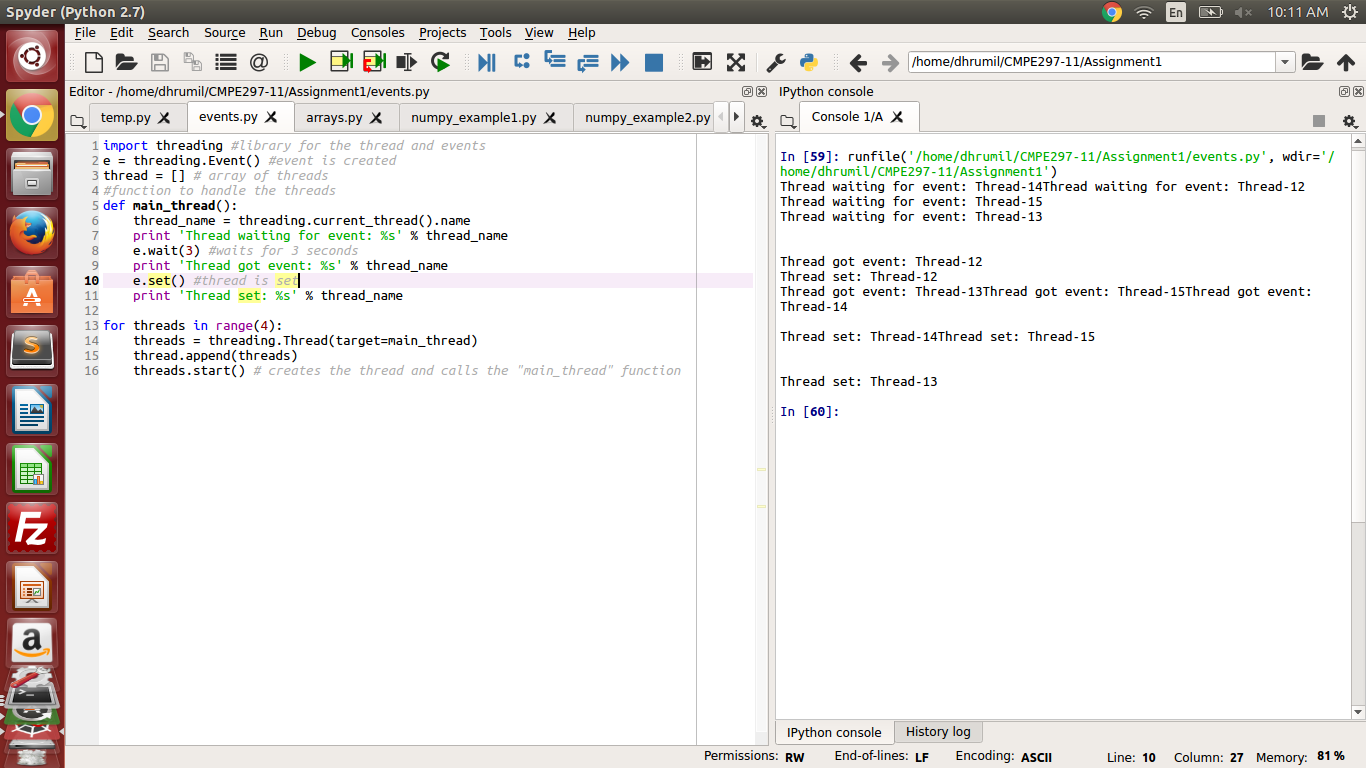 Spyder (Python 2.7)
En
10:11 AM
File Edit Search Source Run Debug Consoles Projects Tools View Help
/home/dhrumil/CMPE297-11/Assignment1
Editor - /home/dhrumil/CMPE297-11/Assignment1/events.py
temp.py events.py arrays.py numpy_example1.py numpy_example2.py
1 import threading #library for the thread and events
2 e = threading.Event() #event is created
3 thread = [] # array of threads
4 #function to handle the threads
5 def main_thread():
6 thread_name = threading.current_thread().name
7 print 'Thread waiting for event: %s' % thread_name
8 e.wait(3) #waits for 3 seconds
9 print 'Thread got event: %s' % thread_name
10 e.set() #thread is set
11 print 'Thread set: %s' % thread_name
12
13 for threads in range(4):
14 threads = threading.Thread(target=main_thread)
15 thread.append(threads)
16 threads.start() # creates the thread and calls the "main_thread" function
IPython console
Console 1/A
In [59]: runfile('/home/dhrumil/CMPE297-11/Assignment1/events.py', wdir='/
home/dhrumil/CMPE297-11/Assignment1')
Thread waiting for event: Thread-14Thread waiting for event: Thread-12
Thread waiting for event: Thread-15
Thread waiting for event: Thread-13
Thread got event: Thread-12
Thread set: Thread-12
Thread got event: Thread-13Thread got event: Thread-15Thread got event:
Thread-14
Thread set: Thread-14Thread set: Thread-15
Thread set: Thread-13
In [60]:
IPython console History log
Permissions: RW End-of-lines: LF Encoding: ASCII Line: 10 Column: 27 Memory: 81 %